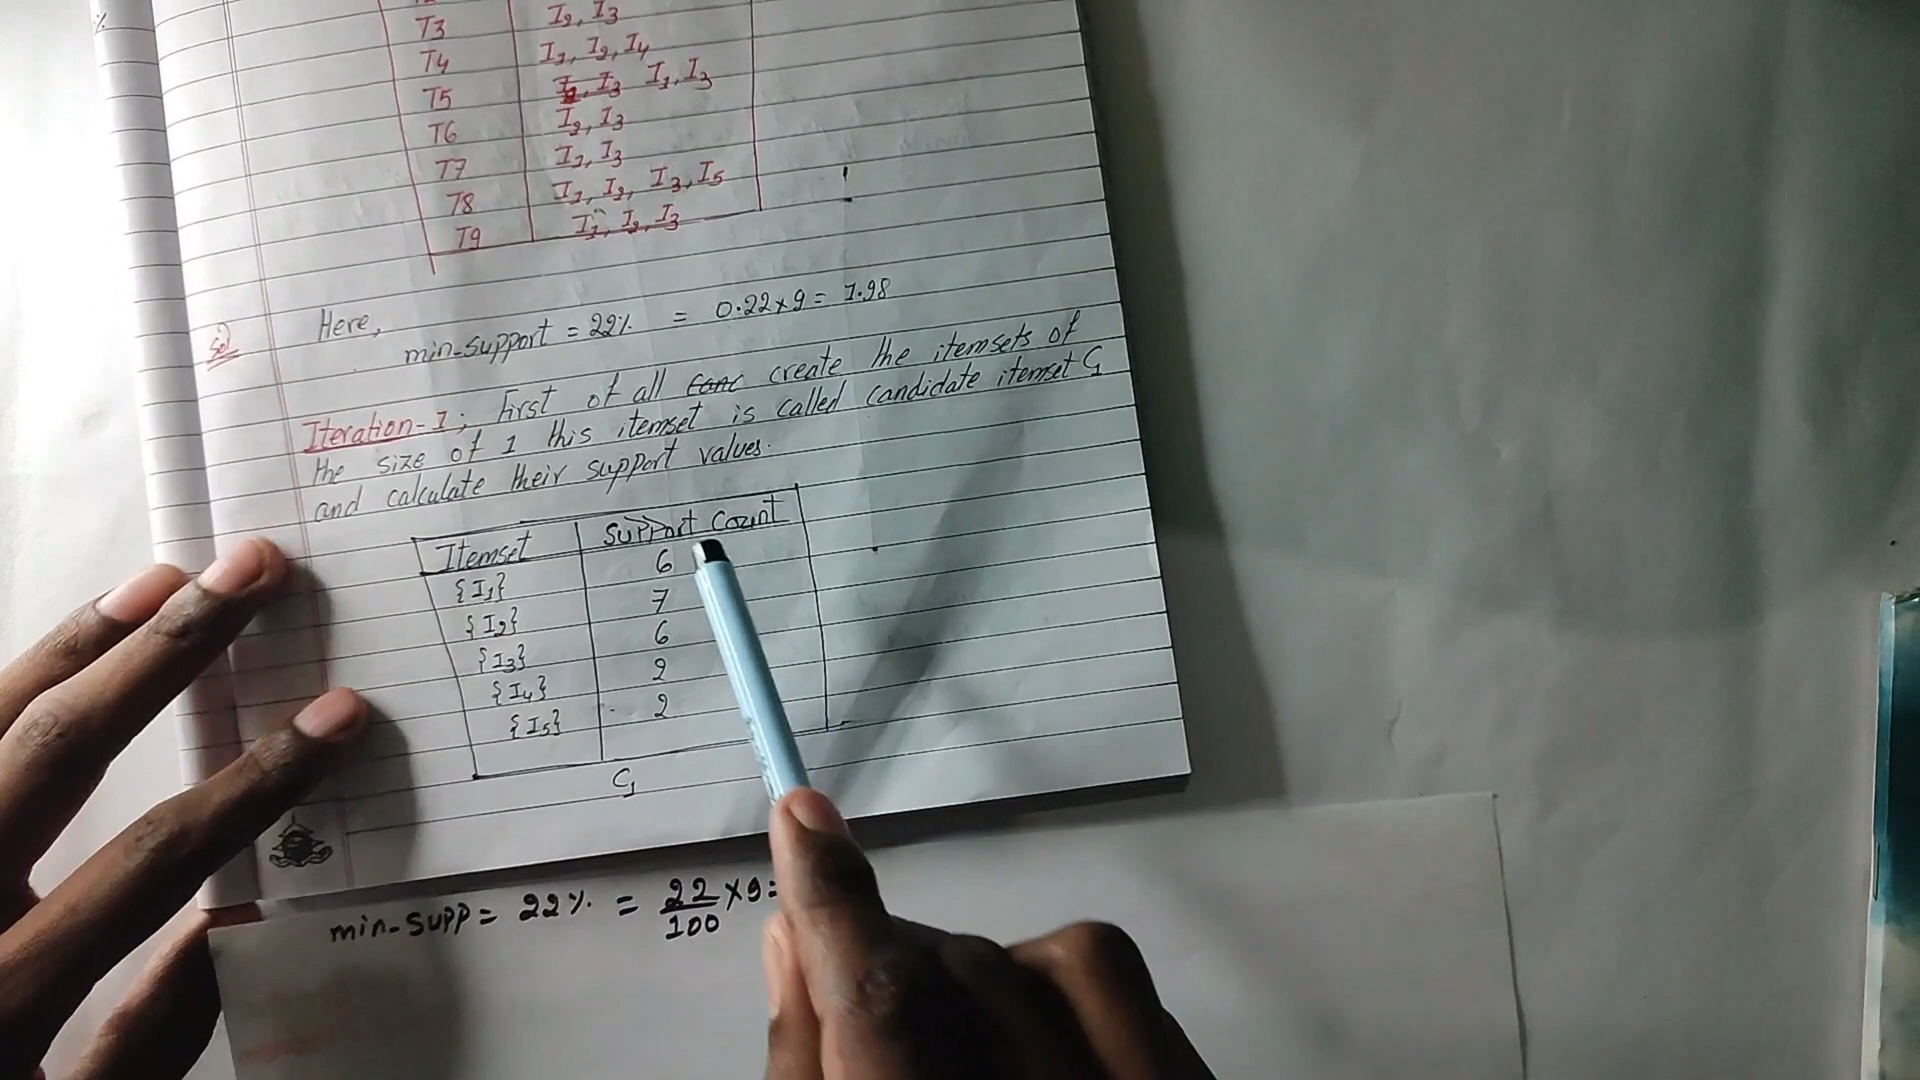 T3 I2, I3
T4 I1, I2, I4
T5 I1, I3
T6 I2, I3
T7 I1, I3
T8 I1, I2, I3, I5
T9 I1, I2, I3
Sol
Here,
min-support = 22% = 0.22×9 = 1.98
Iteration-1; First of all create the itemsets of
the size of 1 this itemset is called candidate itemset C1
and calculate their support values.
Itemset Support Count
{I1} 6
{I2} 7
{I3} 6
{I4} 2
{I5} 2
C1
min-supp = 22% = 22/100 × 9 =